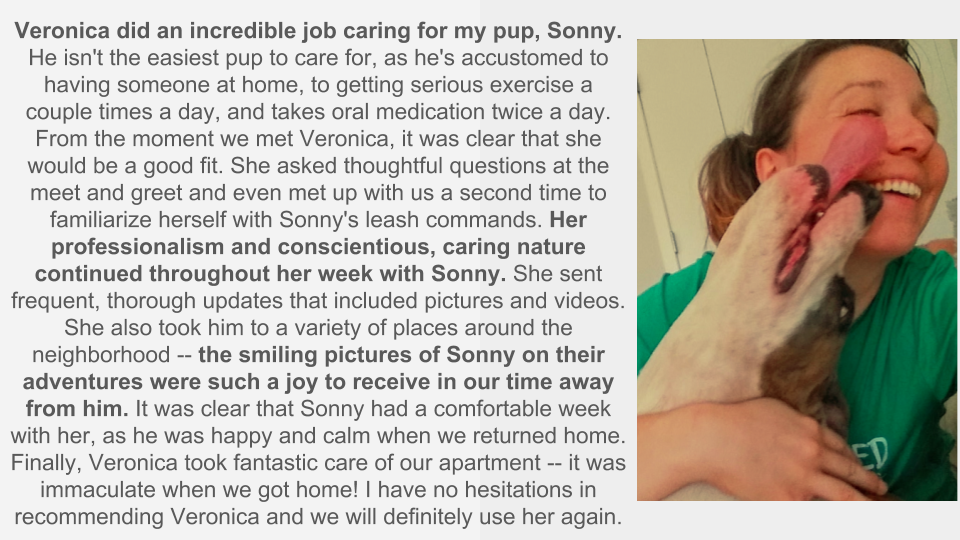 Veronica did an incredible job caring for my pup, Sonny.
He isn't the easiest pup to care for, as he's accustomed to
having someone at home, to getting serious exercise a
couple times a day, and takes oral medication twice a day.
From the moment we met Veronica, it was clear that she
would be a good fit. She asked thoughtful questions at the
meet and greet and even met up with us a second time to
familiarize herself with Sonny's leash commands. Her
professionalism and conscientious, caring nature
continued throughout her week with Sonny. She sent
frequent, thorough updates that included pictures and videos.
She also took him to a variety of places around the
neighborhood -- the smiling pictures of Sonny on their
adventures were such a joy to receive in our time away
from him. It was clear that Sonny had a comfortable week
with her, as he was happy and calm when we returned home.
Finally, Veronica took fantastic care of our apartment -- it was
immaculate when we got home! I have no hesitations in
recommending Veronica and we will definitely use her again.